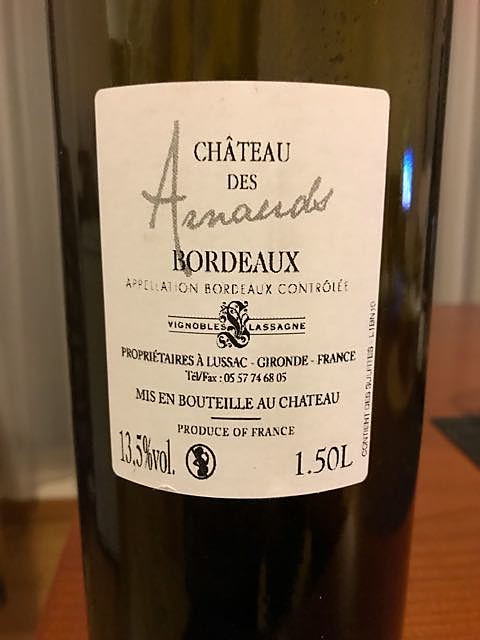 CHÂTEAU
DES
Arnauds
BORDEAUX
APPELLATION BORDEAUX CONTRÔLÉE
VIGNOBLES L LASSAGNE
PROPRIÉTAIRES À LUSSAC - GIRONDE - FRANCE
Tél/Fax : 05 57 74 68 05
MIS EN BOUTEILLE AU CHATEAU
PRODUCE OF FRANCE
13,5%vol. 1.50L
CONTIENT DES SULFITES - L1BN10